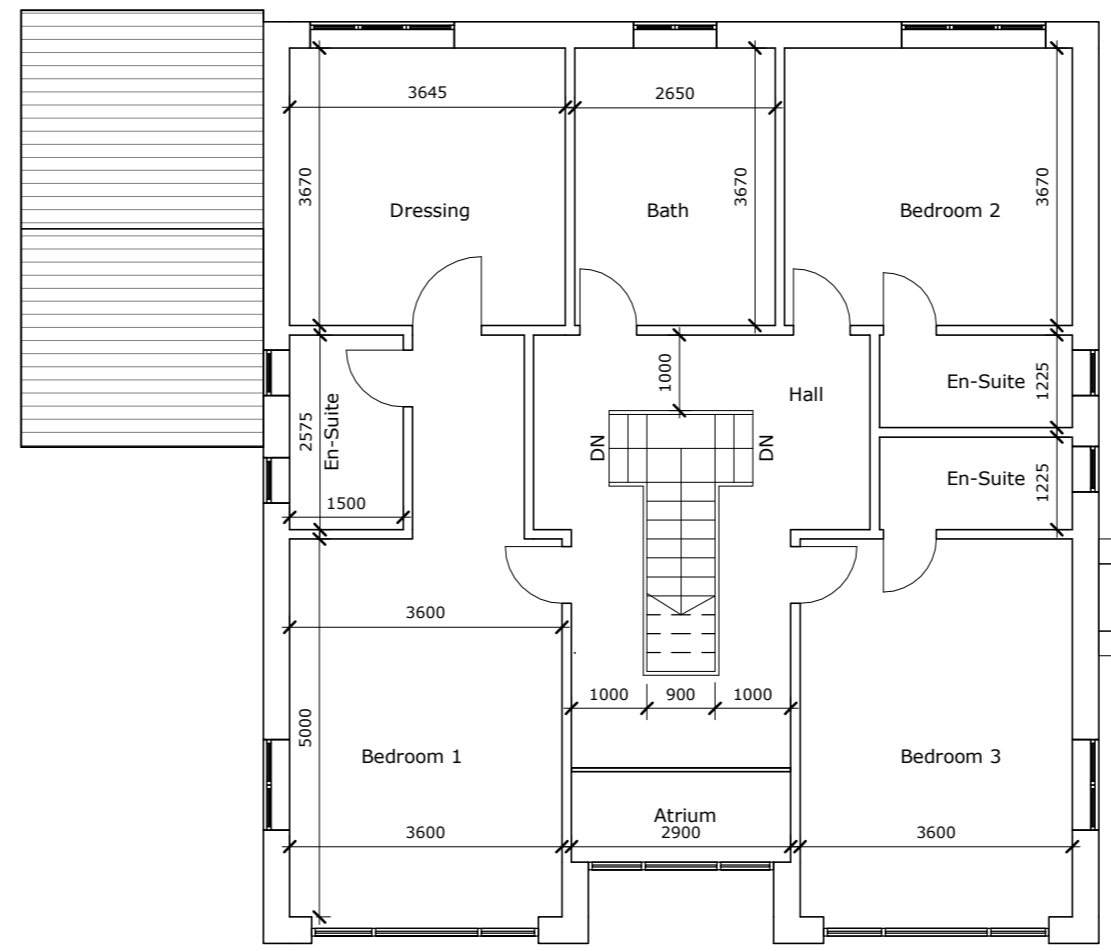 3645
2650
3670
3670
3670
Dressing
Bath
Bedroom 2
1000
Hall
En-Suite
1225
2575
En-Suite
DN
DN
En-Suite
1225
1500
3600
1000
900
1000
5000
Bedroom 1
Bedroom 3
Atrium
3600
2900
3600